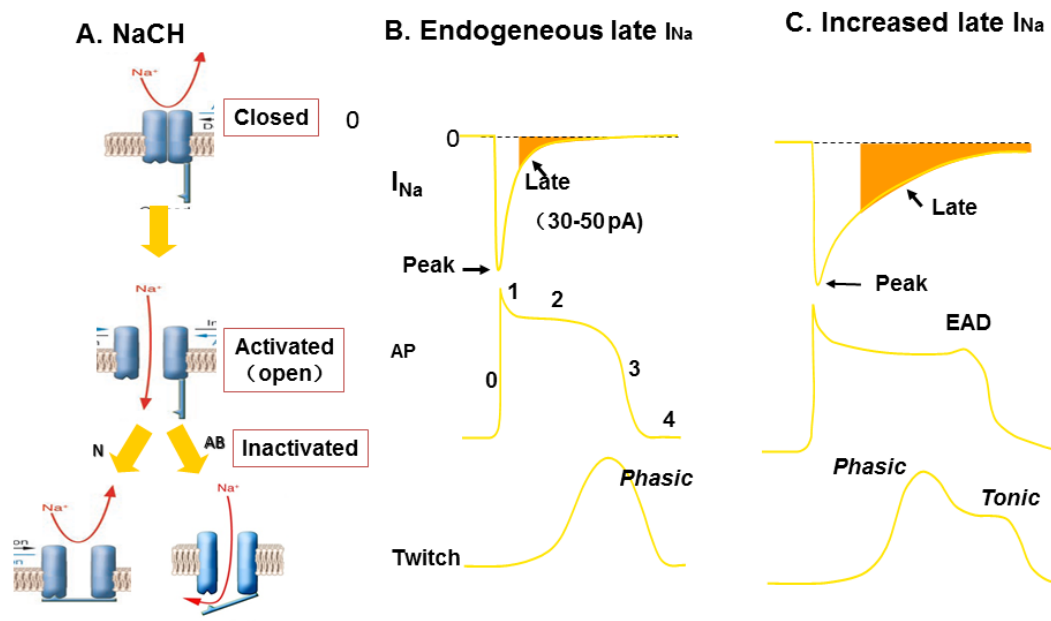 A. NaCH
Na⁺
Closed
0
Na⁺
Activated
（open）
N
AB
Inactivated
Na⁺
Na⁺
on
B. Endogeneous late INa
0
INa
Late
（30-50 pA)
Peak
1
2
AP
0
3
4
Phasic
Twitch
C. Increased late INa
Late
Peak
EAD
Phasic
Tonic